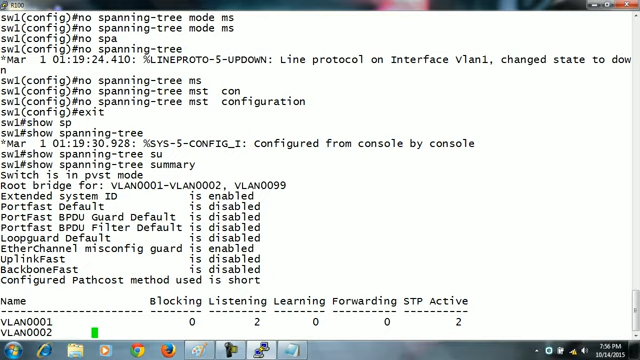 R100
sw1(config)#no spanning-tree mode ms
sw1(config)#no spanning-tree mode ms
sw1(config)#no spa
sw1(config)#no spanning-tree
*Mar  1 01:19:24.410: %LINEPROTO-5-UPDOWN: Line protocol on Interface Vlan1, changed state to dow
n
sw1(config)#no spanning-tree ms
sw1(config)#no spanning-tree mst  con
sw1(config)#no spanning-tree mst  configuration
sw1(config)#exit
sw1#show sp
sw1#show spanning-tree
*Mar  1 01:19:30.928: %SYS-5-CONFIG_I: Configured from console by console
sw1#show spanning-tree su
sw1#show spanning-tree summary
Switch is in pvst mode
Root bridge for: VLAN0001-VLAN0002, VLAN0099
Extended system ID           is enabled
Portfast Default             is disabled
PortFast BPDU Guard Default  is disabled
Portfast BPDU Filter Default is disabled
Loopguard Default            is disabled
EtherChannel misconfig guard is enabled
UplinkFast                   is disabled
BackboneFast                 is disabled
Configured Pathcost method used is short
Name                   Blocking Listening Learning Forwarding STP Active
---------------------- -------- --------- -------- ---------- ----------
VLAN0001                     0         2        0          0          2
VLAN0002
7:56 PM
10/14/2015